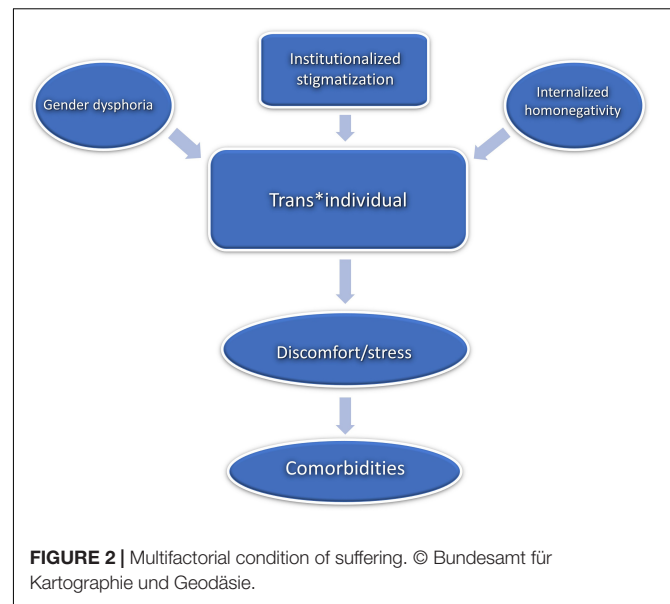 Institutionalized
stigmatization
Gender dysphoria
Internalized
homonegativity
Trans*individual
Discomfort/stress
Comorbidities
FIGURE 2 | Multifactorial condition of suffering. © Bundesamt für
Kartographie und Geodäsie.